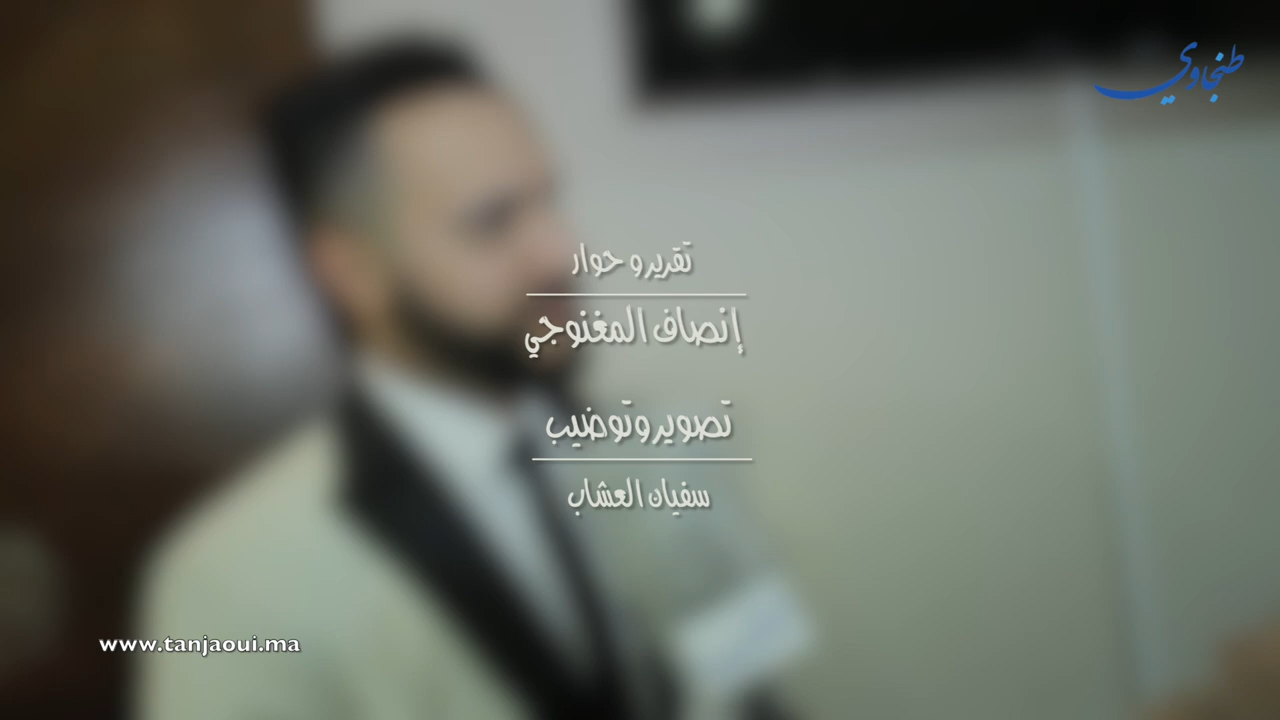 طنجاوي
تقرير و حوار
إنصاف المغنوجي
تصوير وتوضيب
سفيان العشاب
www.tanjaoui.ma